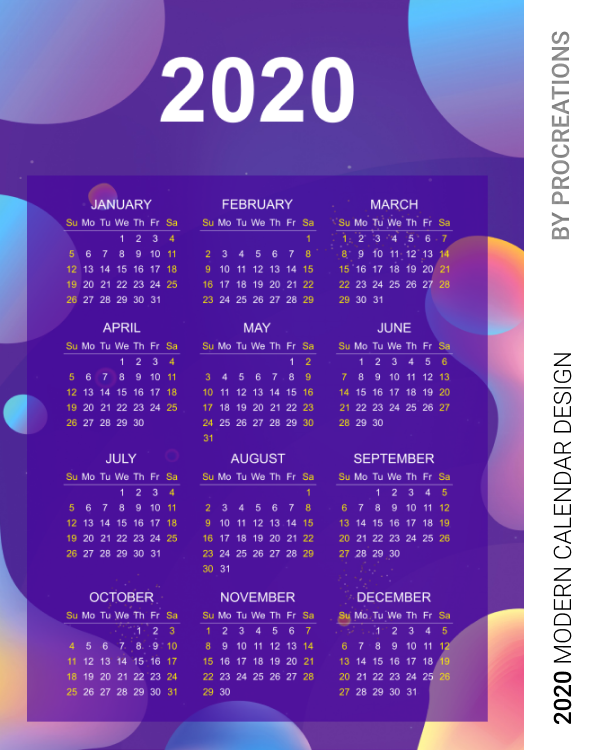 2020
JANUARY
Su Mo Tu We Th Fr Sa
1 2 3 4
5 6 7 8 9 10 11
12 13 14 15 16 17 18
19 20 21 22 23 24 25
26 27 28 29 30 31
FEBRUARY
Su Mo Tu We Th Fr Sa
1
2 3 4 5 6 7 8
9 10 11 12 13 14 15
16 17 18 19 20 21 22
23 24 25 26 27 28 29
MARCH
Su Mo Tu We Th Fr Sa
1 2 3 4 5 6 7
8 9 10 11 12 13 14
15 16 17 18 19 20 21
22 23 24 25 26 27 28
29 30 31
APRIL
Su Mo Tu We Th Fr Sa
1 2 3 4
5 6 7 8 9 10 11
12 13 14 15 16 17 18
19 20 21 22 23 24 25
26 27 28 29 30
MAY
Su Mo Tu We Th Fr Sa
1 2
3 4 5 6 7 8 9
10 11 12 13 14 15 16
17 18 19 20 21 22 23
24 25 26 27 28 29 30
31
JUNE
Su Mo Tu We Th Fr Sa
1 2 3 4 5 6
7 8 9 10 11 12 13
14 15 16 17 18 19 20
21 22 23 24 25 26 27
28 29 30
JULY
Su Mo Tu We Th Fr Sa
1 2 3 4
5 6 7 8 9 10 11
12 13 14 15 16 17 18
19 20 21 22 23 24 25
26 27 28 29 30 31
AUGUST
Su Mo Tu We Th Fr Sa
1
2 3 4 5 6 7 8
9 10 11 12 13 14 15
16 17 18 19 20 21 22
23 24 25 26 27 28 29
30 31
SEPTEMBER
Su Mo Tu We Th Fr Sa
1 2 3 4 5
6 7 8 9 10 11 12
13 14 15 16 17 18 19
20 21 22 23 24 25 26
27 28 29 30
OCTOBER
Su Mo Tu We Th Fr Sa
1 2 3
4 5 6 7 8 9 10
11 12 13 14 15 16 17
18 19 20 21 22 23 24
25 26 27 28 29 30 31
NOVEMBER
Su Mo Tu We Th Fr Sa
1 2 3 4 5 6 7
8 9 10 11 12 13 14
15 16 17 18 19 20 21
22 23 24 25 26 27 28
29 30
DECEMBER
Su Mo Tu We Th Fr Sa
1 2 3 4 5
6 7 8 9 10 11 12
13 14 15 16 17 18 19
20 21 22 23 24 25 26
27 28 29 30 31
2020 MODERN CALENDAR DESIGN
BY PROCREATIONS